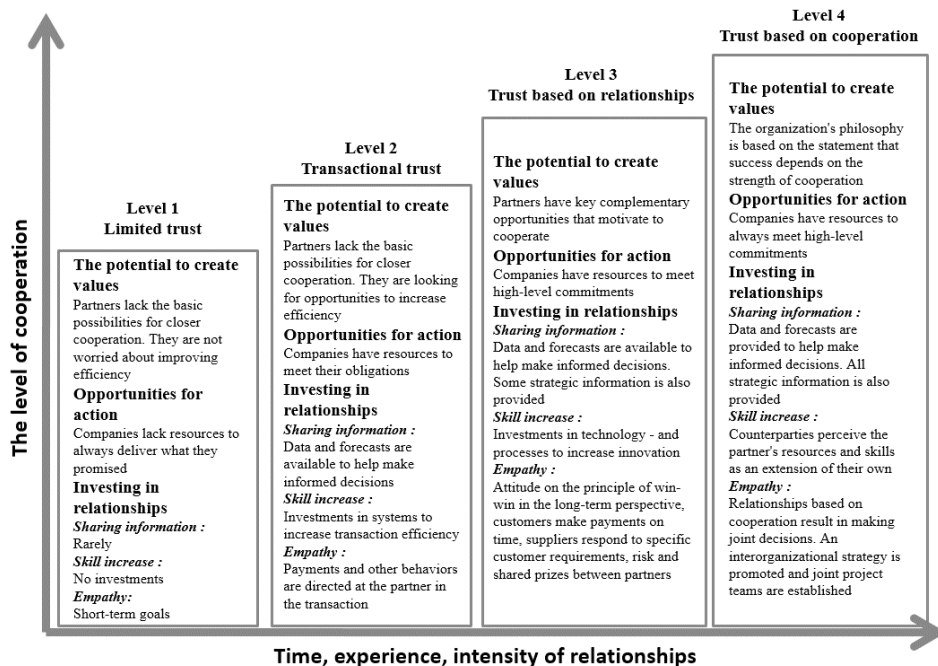 The level of cooperation
Level 1
Limited trust
The potential to create
values
Partners lack the basic
possibilities for closer
cooperation. They are not
worried about improving
efficiency
Opportunities for
action
Companies lack resources to
always deliver what they
promised
Investing in
relationships
Sharing information :
Rarely
Skill increase :
No investments
Empathy:
Short-term goals
Level 2
Transactional trust
The potential to create
values
Partners lack the basic
possibilities for closer
cooperation. They are looking
for opportunities to increase
efficiency
Opportunities for action
Companies have resources to
meet their obligations
Investing in
relationships
Sharing information :
Data and forecasts are
available to help make
informed decisions
Skill increase :
Investments in systems to
increase transaction efficiency
Empathy :
Payments and other behaviors
are directed at the partner in
the transaction
Level 3
Trust based on relationships
The potential to create
values
Partners have key complementary
opportunities that motivate to
cooperate
Opportunities for action
Companies have resources to meet
high-level commitments
Investing in relationships
Sharing information :
Data and forecasts are available to
help make informed decisions.
Some strategic information is also
provided
Skill increase :
Investments in technology - and
processes to increase innovation
Empathy :
Attitude on the principle of win-
win in the long-term perspective,
customers make payments on
time, suppliers respond to specific
customer requirements, risk and
shared prizes between partners
Level 4
Trust based on cooperation
The potential to create
values
The organization's philosophy
is based on the statement that
success depends on the
strength of cooperation
Opportunities for action
Companies have resources to
always meet high-level
commitments
Investing in
relationships
Sharing information :
Data and forecasts are
provided to help make
informed decisions. All
strategic information is also
provided
Skill increase :
Counterparties perceive the
partner's resources and skills
as an extension of their own
Empathy :
Relationships based on
cooperation result in making
joint decisions. An
interorganizational strategy is
promoted and joint project
teams are established
Time, experience, intensity of relationships